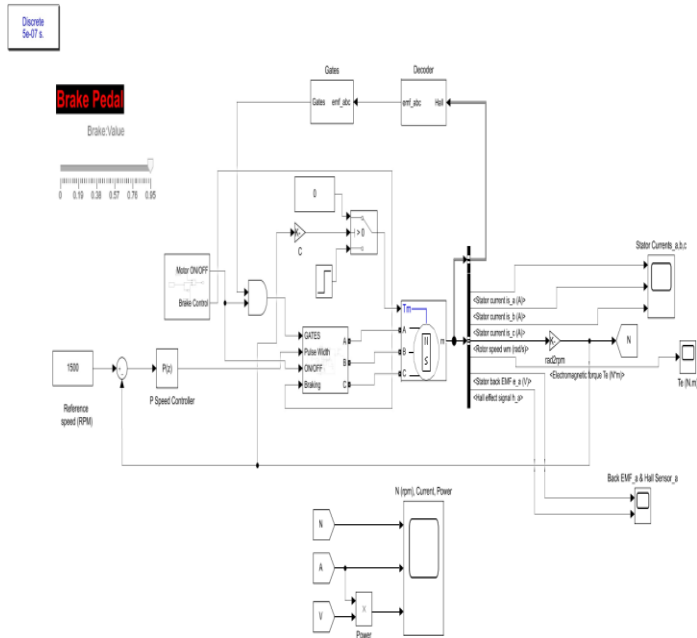 Discrete
5e-07 s.
Brake Pedal
Brake:Value
0 0.19 0.38 0.57 0.76 0.95
Gates
Gates emf_abc
Decoder
emf_abc Hall
0
K-
C
> 0
Motor ON/OFF
Brake Control
1500
Reference
speed (RPM)
P(z)
P Speed Controller
GATES
Pulse Width
ON/OFF
Braking
A
B
C
Tm
A
B
C
N
S
m
<Stator current is_a (A)>
<Stator current is_b (A)>
<Stator current is_c (A)>
<Rotor speed wm (rad/s)>
<Electromagnetic torque Te (N*m)>
<Stator back EMF e_a (V)>
<Hall effect signal h_a>
K-
rad2rpm
N
Stator Currents_a,b,c
Te (N.m)
Back EMF_a & Hall Sensor_a
N (rpm), Current, Power
N
A
V
×
Power